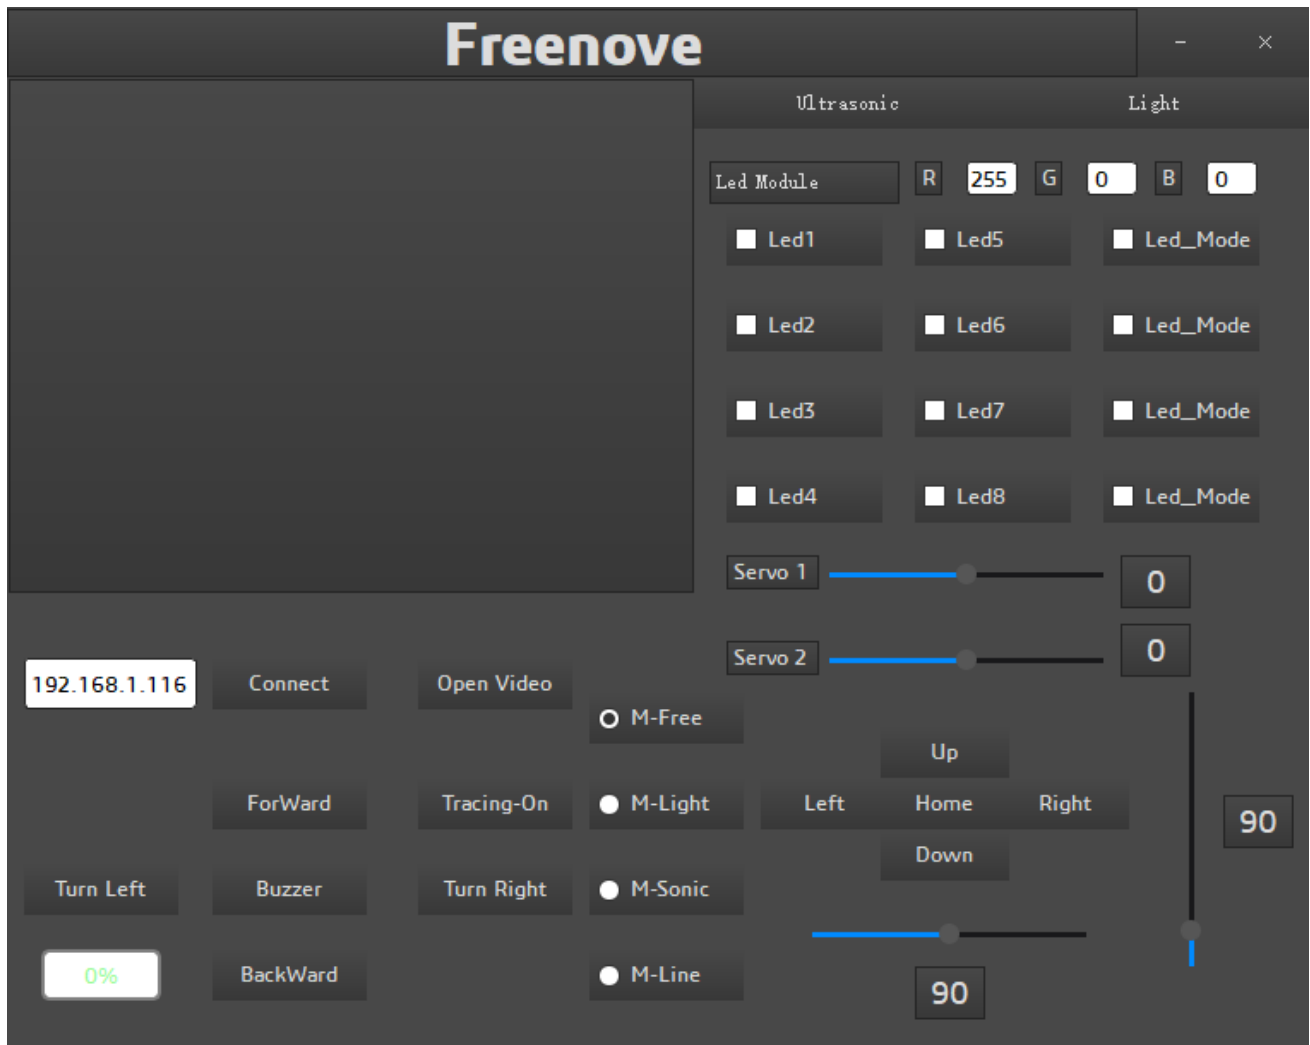 Freenove
Ultrasonic Light
Led Module R 255 G 0 B 0
Led1 Led5 Led_Mode
Led2 Led6 Led_Mode
Led3 Led7 Led_Mode
Led4 Led8 Led_Mode
Servo 1 0
Servo 2 0
192.168.1.116 Connect Open Video
M-Free
Up
ForWard Tracing-On M-Light Left Home Right
90
Down
Turn Left Buzzer Turn Right M-Sonic
0% BackWard M-Line
90